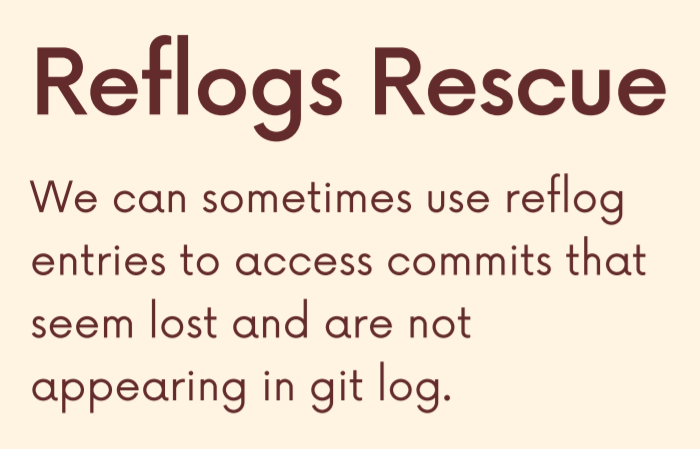 Reflogs Rescue
We can sometimes use reflog
entries to access commits that
seem lost and are not
appearing in git log.